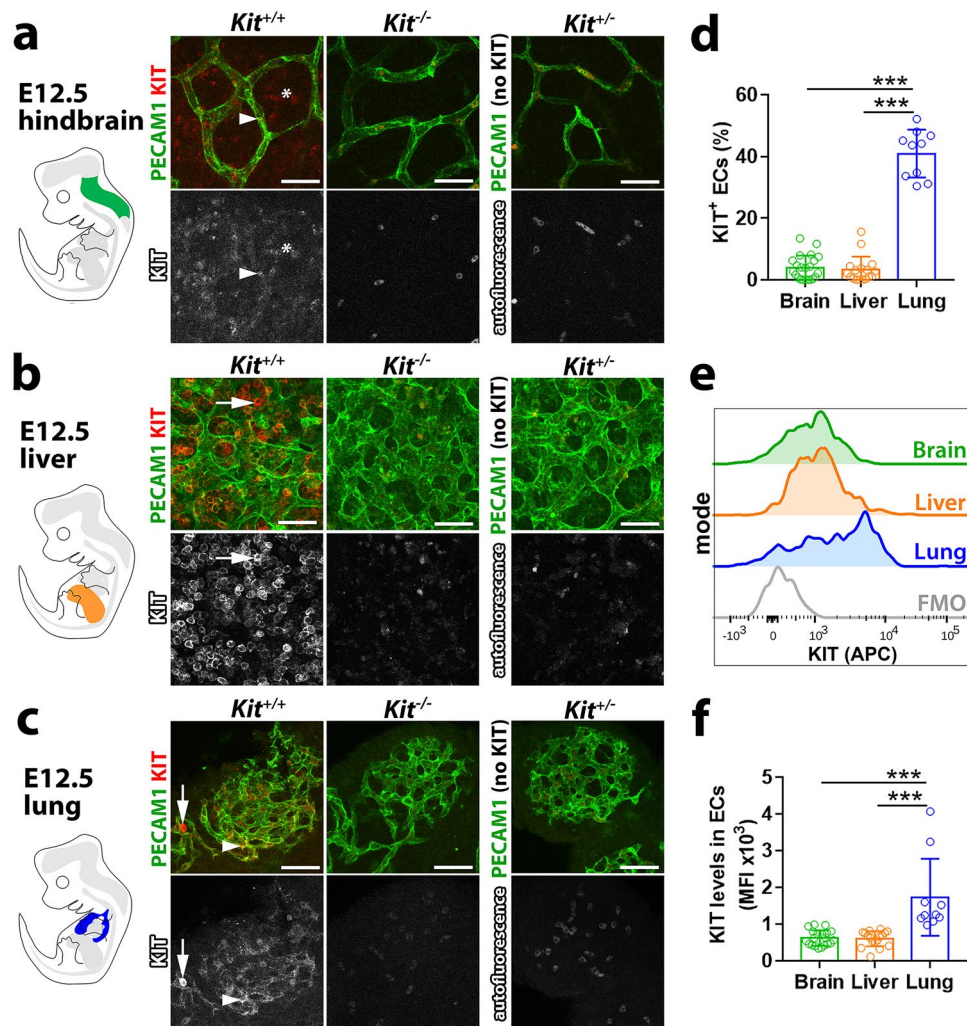 a
E12.5
hindbrain
Kit+/+
Kit-/-
Kit+/-
PECAM1 KIT
PECAM1 (no KIT)
*
KIT
*
autofluorescence
b
E12.5
liver
Kit+/+
Kit-/-
Kit+/-
PECAM1 KIT
PECAM1 (no KIT)
KIT
autofluorescence
c
E12.5
lung
Kit+/+
Kit-/-
Kit+/-
PECAM1 KIT
PECAM1 (no KIT)
KIT
autofluorescence
d
***
***
KIT+ ECs (%)
60
40
20
0
Brain Liver Lung
e
mode
Brain
Liver
Lung
FMO
-10³ 0 10³ 10⁴ 10⁵
KIT (APC)
f
***
***
KIT levels in ECs
(MFI x10³)
5
4
3
2
1
0
Brain Liver Lung